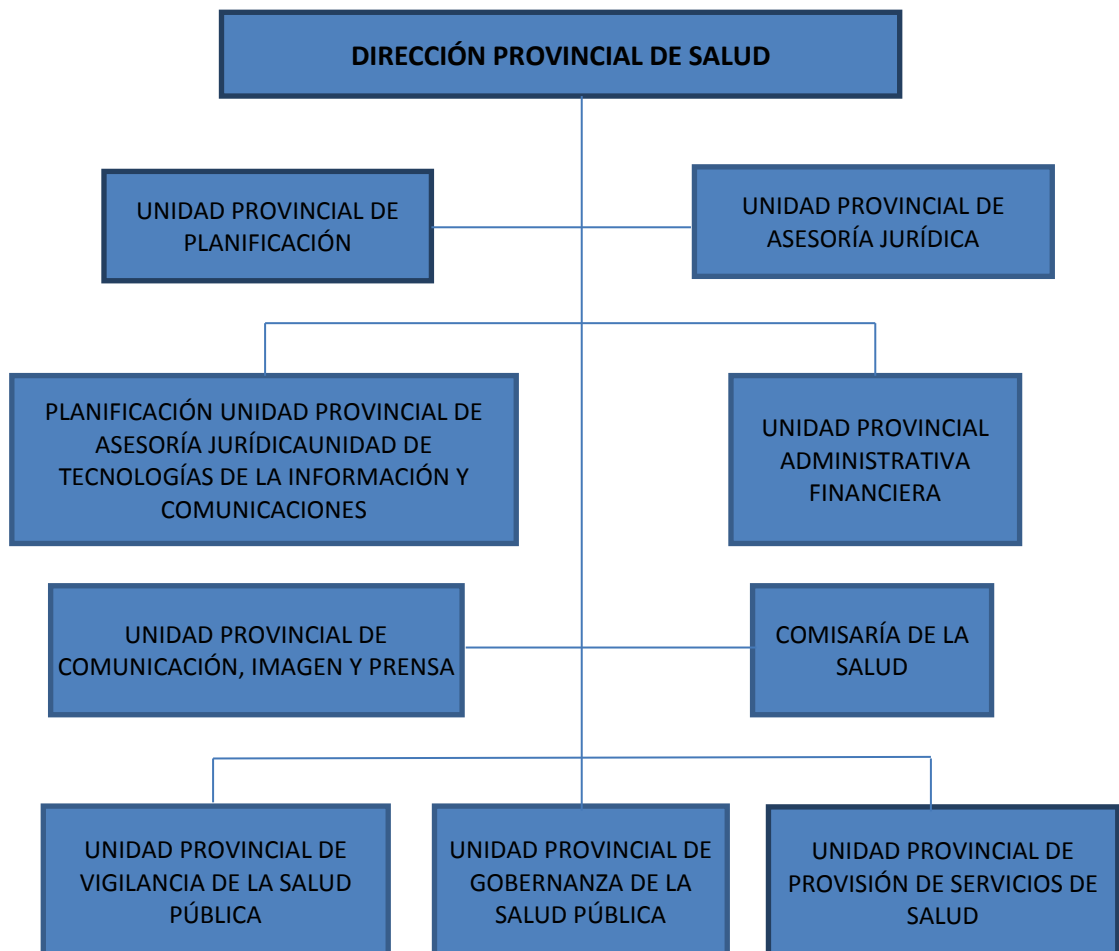 DIRECCIÓN PROVINCIAL DE SALUD
UNIDAD PROVINCIAL DE
PLANIFICACIÓN
UNIDAD PROVINCIAL DE
ASESORÍA JURÍDICA
PLANIFICACIÓN UNIDAD PROVINCIAL DE
ASESORÍA JURÍDICAUNIDAD DE
TECNOLOGÍAS DE LA INFORMACIÓN Y
COMUNICACIONES
UNIDAD PROVINCIAL
ADMINISTRATIVA
FINANCIERA
UNIDAD PROVINCIAL DE
COMUNICACIÓN, IMAGEN Y PRENSA
COMISARÍA DE LA
SALUD
UNIDAD PROVINCIAL DE
VIGILANCIA DE LA SALUD
PÚBLICA
UNIDAD PROVINCIAL DE
GOBERNANZA DE LA
SALUD PÚBLICA
UNIDAD PROVINCIAL DE
PROVISIÓN DE SERVICIOS DE
SALUD